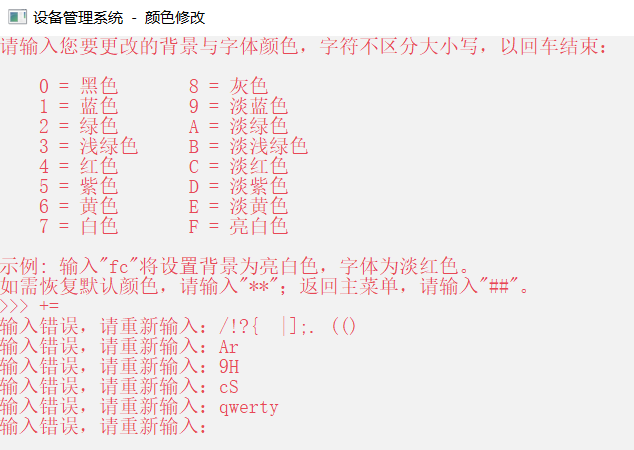 设备管理系统 - 颜色修改
请输入您要更改的背景与字体颜色，字符不区分大小写，以回车结束：
0 = 黑色 8 = 灰色
1 = 蓝色 9 = 淡蓝色
2 = 绿色 A = 淡绿色
3 = 浅绿色 B = 淡浅绿色
4 = 红色 C = 淡红色
5 = 紫色 D = 淡紫色
6 = 黄色 E = 淡黄色
7 = 白色 F = 亮白色
示例: 输入"fc"将设置背景为亮白色，字体为淡红色。
如需恢复默认颜色，请输入"**"；返回主菜单，请输入"##"。
>>> +=
输入错误，请重新输入：/!?{  |];. (()
输入错误，请重新输入：Ar
输入错误，请重新输入：9H
输入错误，请重新输入：cS
输入错误，请重新输入：qwerty
输入错误，请重新输入：